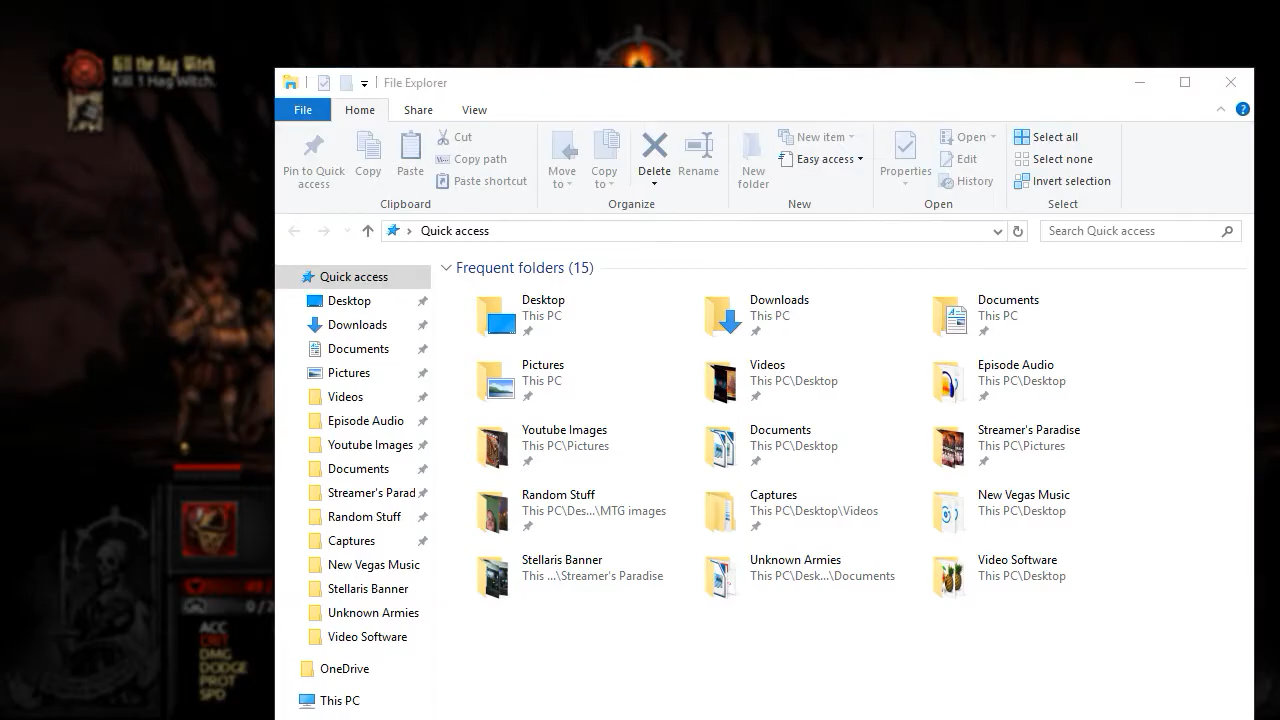 Kill the Hag Witch
Kill 1 Hag Witch.
File Explorer
File
Home
Share
View
Pin to Quick access
Copy
Paste
Cut
Copy path
Paste shortcut
Clipboard
Move to
Copy to
Delete
Rename
Organize
New folder
New item
Easy access
New
Properties
Open
Edit
History
Open
Select all
Select none
Invert selection
Select
Quick access
Search Quick access
Quick access
Desktop
Downloads
Documents
Pictures
Videos
Episode Audio
Youtube Images
Documents
Streamer's Parad
Random Stuff
Captures
New Vegas Music
Stellaris Banner
Unknown Armies
Video Software
OneDrive
This PC
Frequent folders (15)
Desktop
This PC
Downloads
This PC
Documents
This PC
Pictures
This PC
Videos
This PC\Desktop
Episode Audio
This PC\Desktop
Youtube Images
This PC\Pictures
Documents
This PC\Desktop
Streamer's Paradise
This PC\Pictures
Random Stuff
This PC\Des...\MTG images
Captures
This PC\Desktop\Videos
New Vegas Music
This PC\Desktop
Stellaris Banner
This ...\Streamer's Paradise
Unknown Armies
This PC\Desk...\Documents
Video Software
This PC\Desktop
ACC
CRIT
DMG
DODGE
PROT
SPD